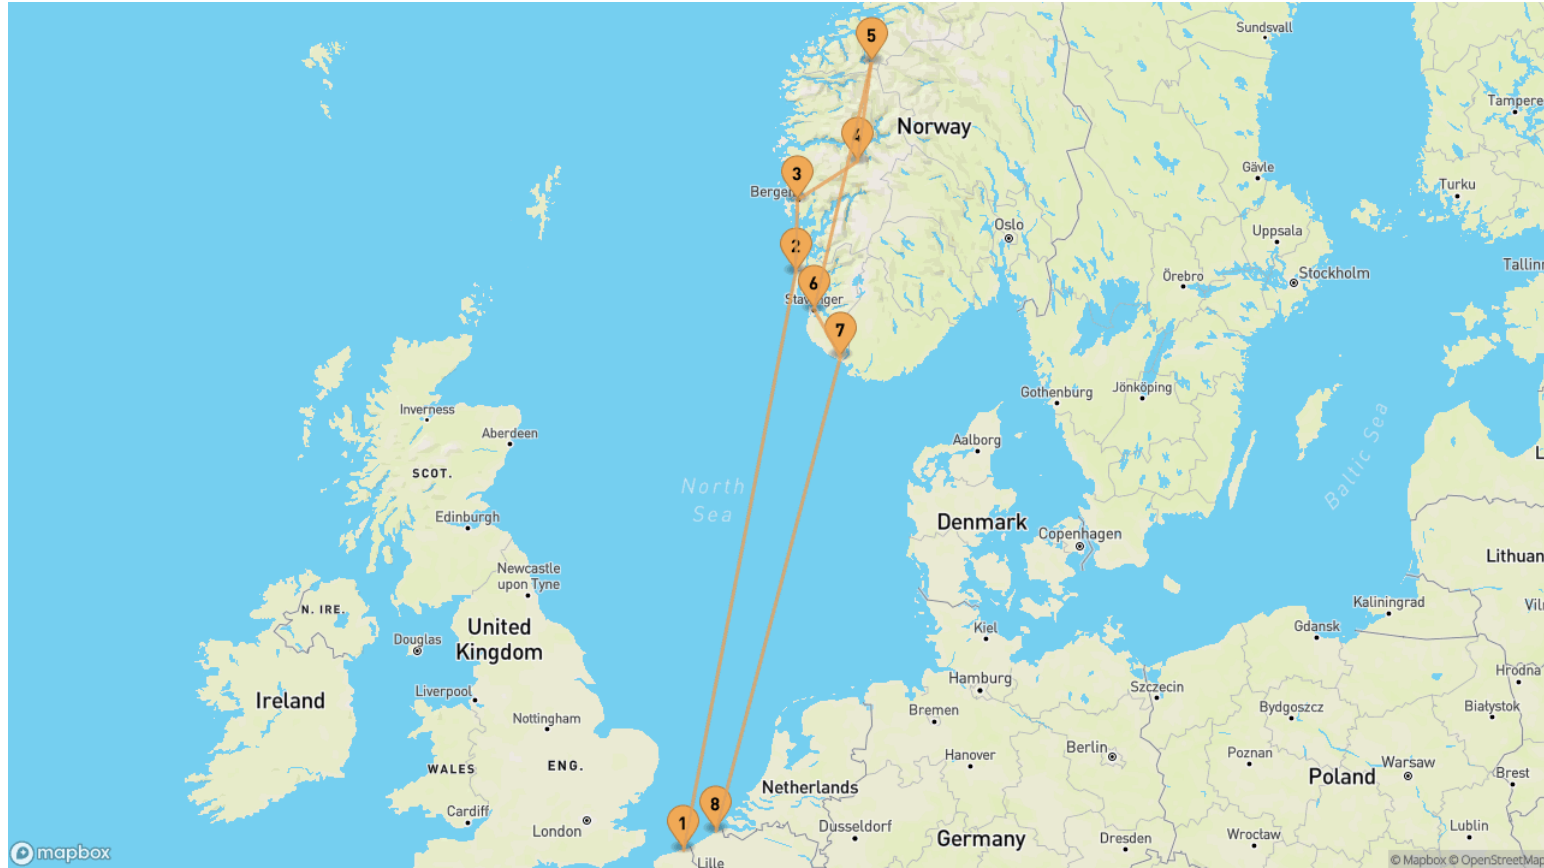 5
Sundsvall
Tampere
4
Norway
3
Bergen
Gävle
Turku
2
Oslo
Uppsala
6
Stavanger
Örebro
Stockholm
Tallinn
7
Inverness
Aberdeen
Gothenburg
Jönköping
Aalborg
SCOT.
North
Sea
Baltic Sea
L
Edinburgh
Denmark
Copenhagen
Lithuan
Newcastle
upon Tyne
N. IRE.
Kaliningrad
Viln
Douglas
United
Kingdom
Kiel
Gdansk
Hrodna
Ireland
Liverpool
Hamburg
Szczecin
Nottingham
Bremen
Bydgoszcz
Białystok
WALES
ENG.
Hanover
Berlin
Poznan
Warsaw
Netherlands
Poland
Brest
8
Cardiff
London
1
Dusseldorf
Germany
Dresden
Wrocław
Lublin
Lille
mapbox
© Mapbox © OpenStreetMap